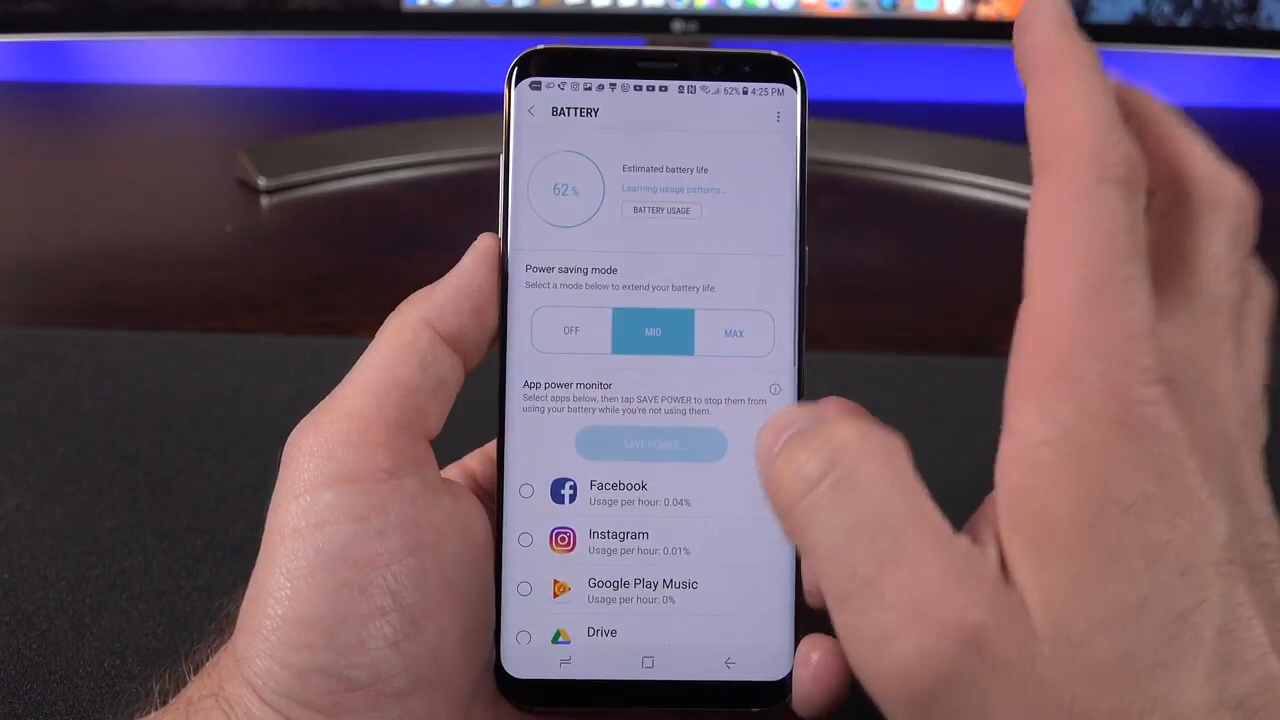 LG
62% 4:25 PM
BATTERY
Estimated battery life
62%
Learning usage patterns...
BATTERY USAGE
Power saving mode
Select a mode below to extend your battery life.
OFF MID MAX
App power monitor
Select apps below, then tap SAVE POWER to stop them from
using your battery while you're not using them.
SAVE POWER
Facebook
Usage per hour: 0.04%
Instagram
Usage per hour: 0.01%
Google Play Music
Usage per hour: 0%
Drive